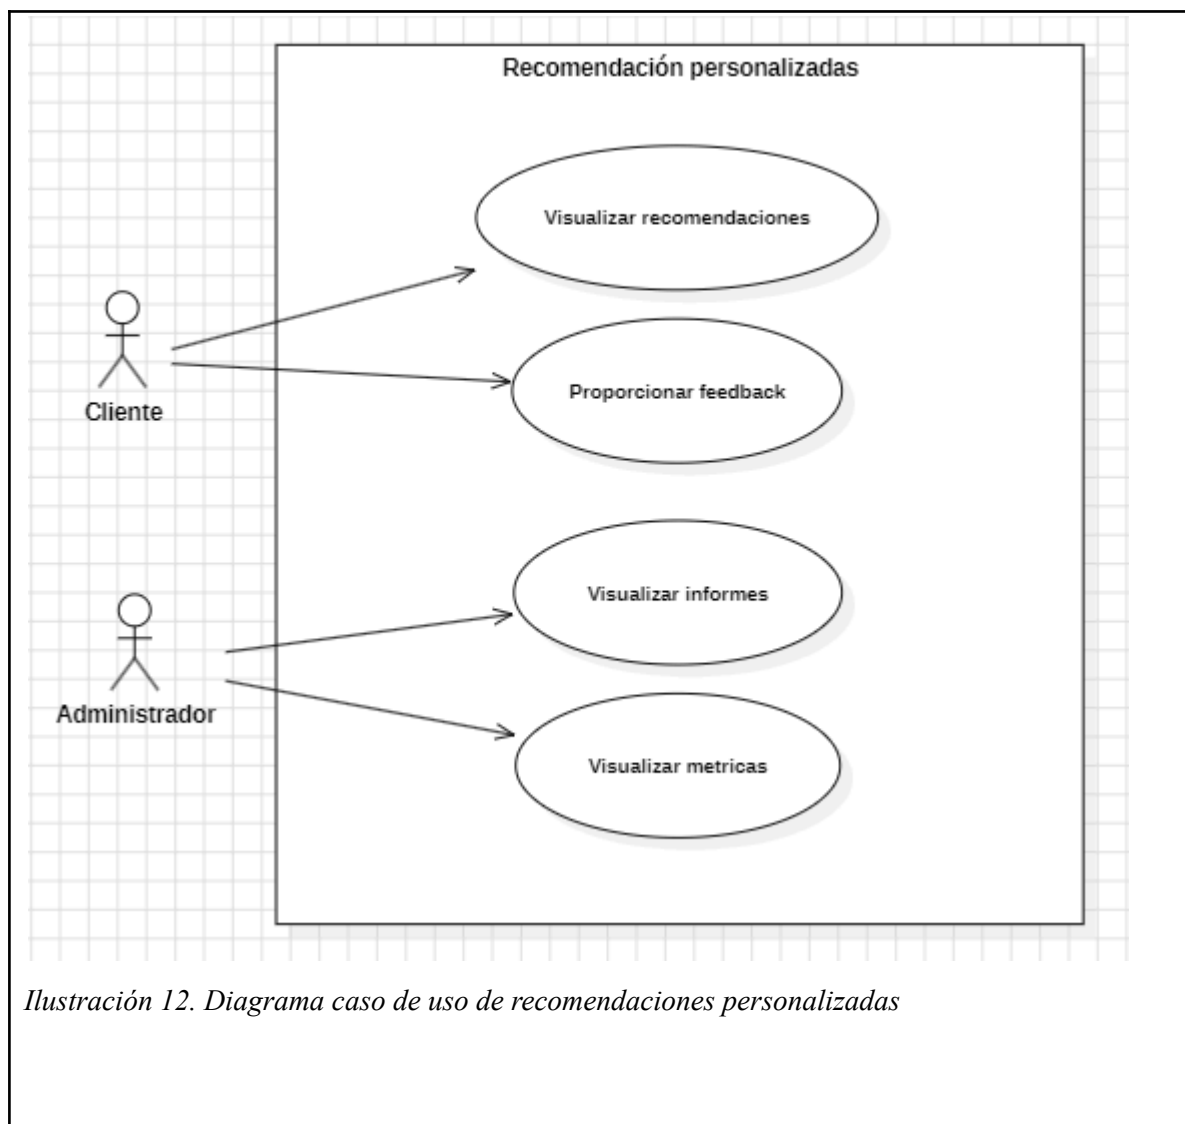 Recomendación personalizadas
Visualizar recomendaciones
Proporcionar feedback
Cliente
Visualizar informes
Administrador
Visualizar metricas
Ilustración 12. Diagrama caso de uso de recomendaciones personalizadas